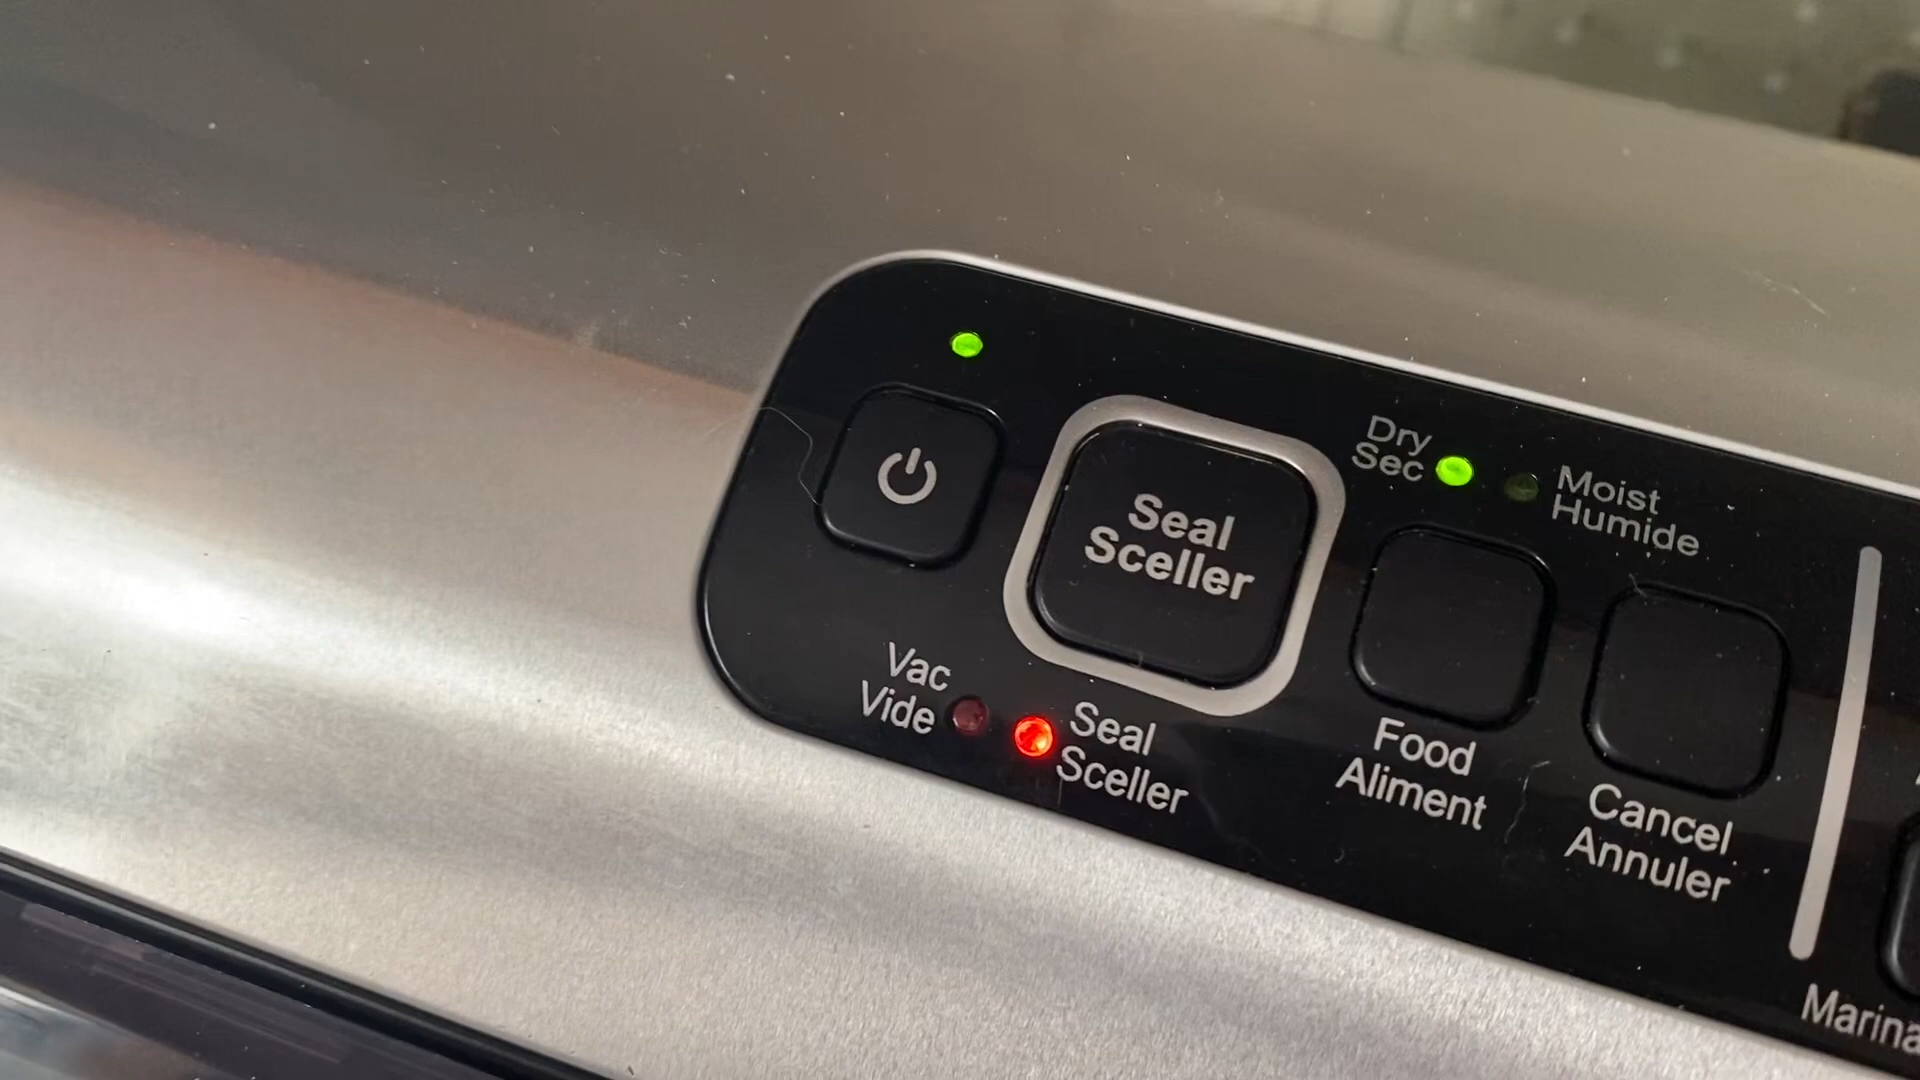 Dry
Sec
Moist
Humide
Seal
Sceller
Vac
Vide
Seal
Sceller
Food
Aliment
Cancel
Annuler